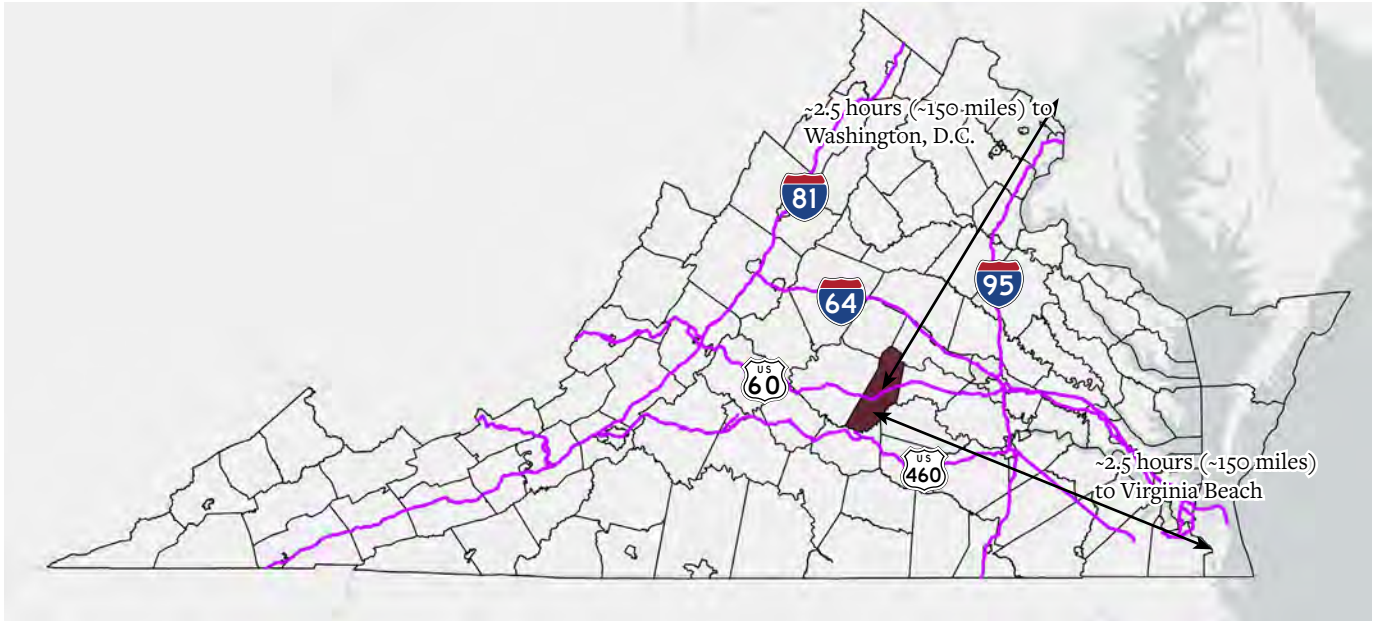 ~2.5 hours (~150 miles) to
Washington, D.C.
81
64
95
US
60
US
460
~2.5 hours (~150 miles)
to Virginia Beach